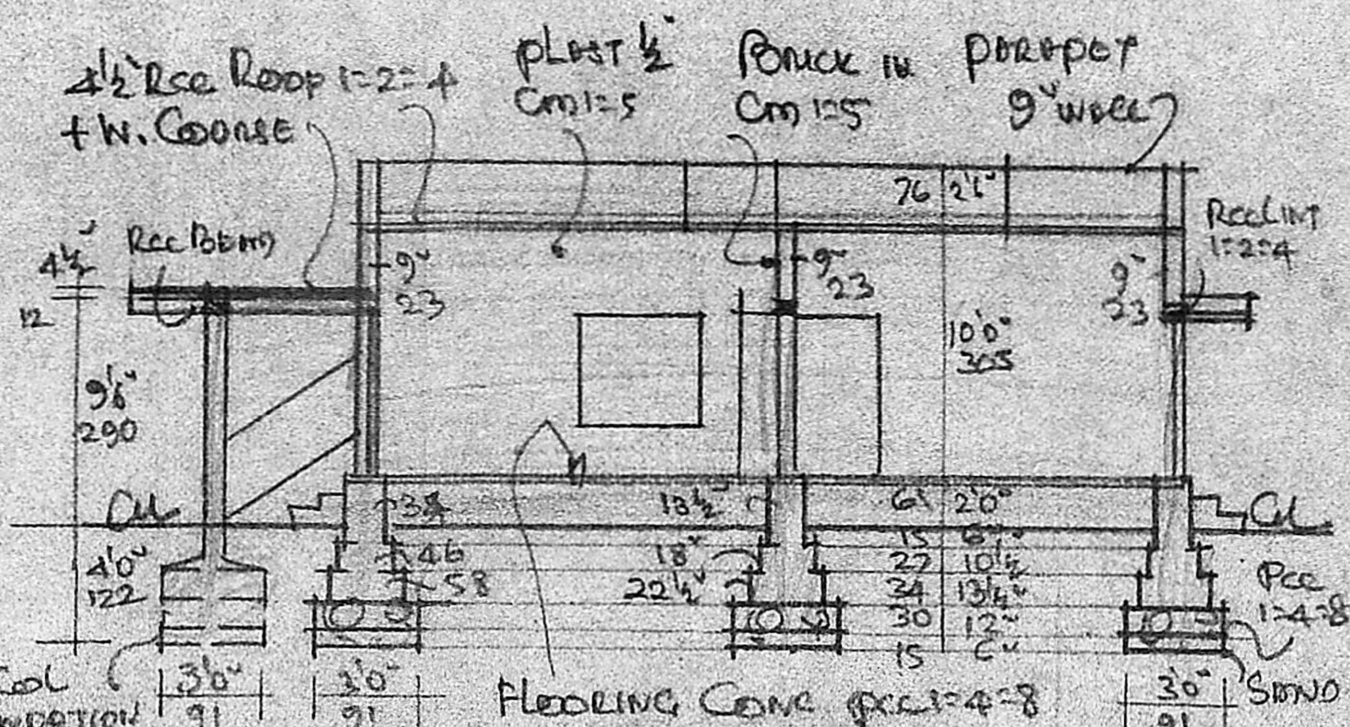 4½" Rcc Roof 1=2=4
+ W. Course
plast ½"
Cm 1=5
Brick in
Cm 1=5
parapet
9" wall
76 2'6"
Rcc Lint
1=2=4
Rcc Beam
4½"
12
9"
23
9"
23
9"
23
10'0"
305
9'6"
290
GL
34
13½"
61 2'0"
GL
4'0"
122
46
58
18"
22½"
15 6"
27 10½"
34 13½"
30 12"
15 6"
Pcc
1=4=8
Col
3'0"
91
3'0"
91
Flooring Conc pcc 1=4=8
3'0"
91
Sand